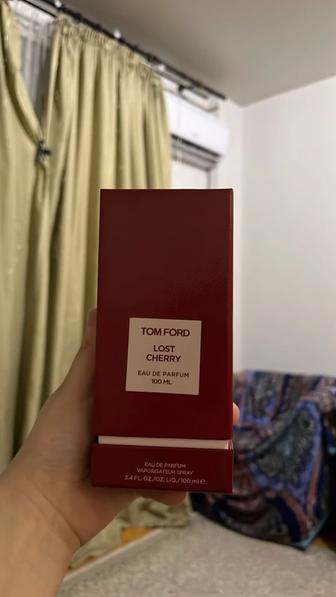 TOM FORD
LOST
CHERRY
EAU DE PARFUM
100 ML
EAU DE PARFUM
VAPORISATEUR SPRAY
3.4 FL.OZ./OZ. LIQ./100 ml ℮